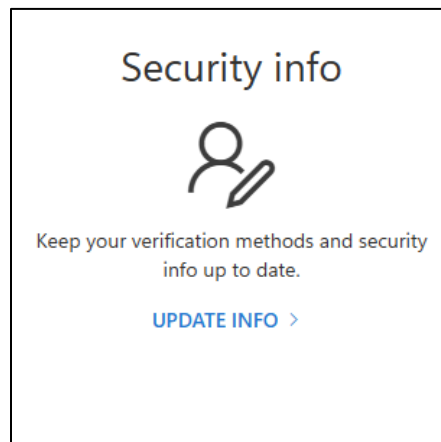 Security info
Keep your verification methods and security
info up to date.
UPDATE INFO >